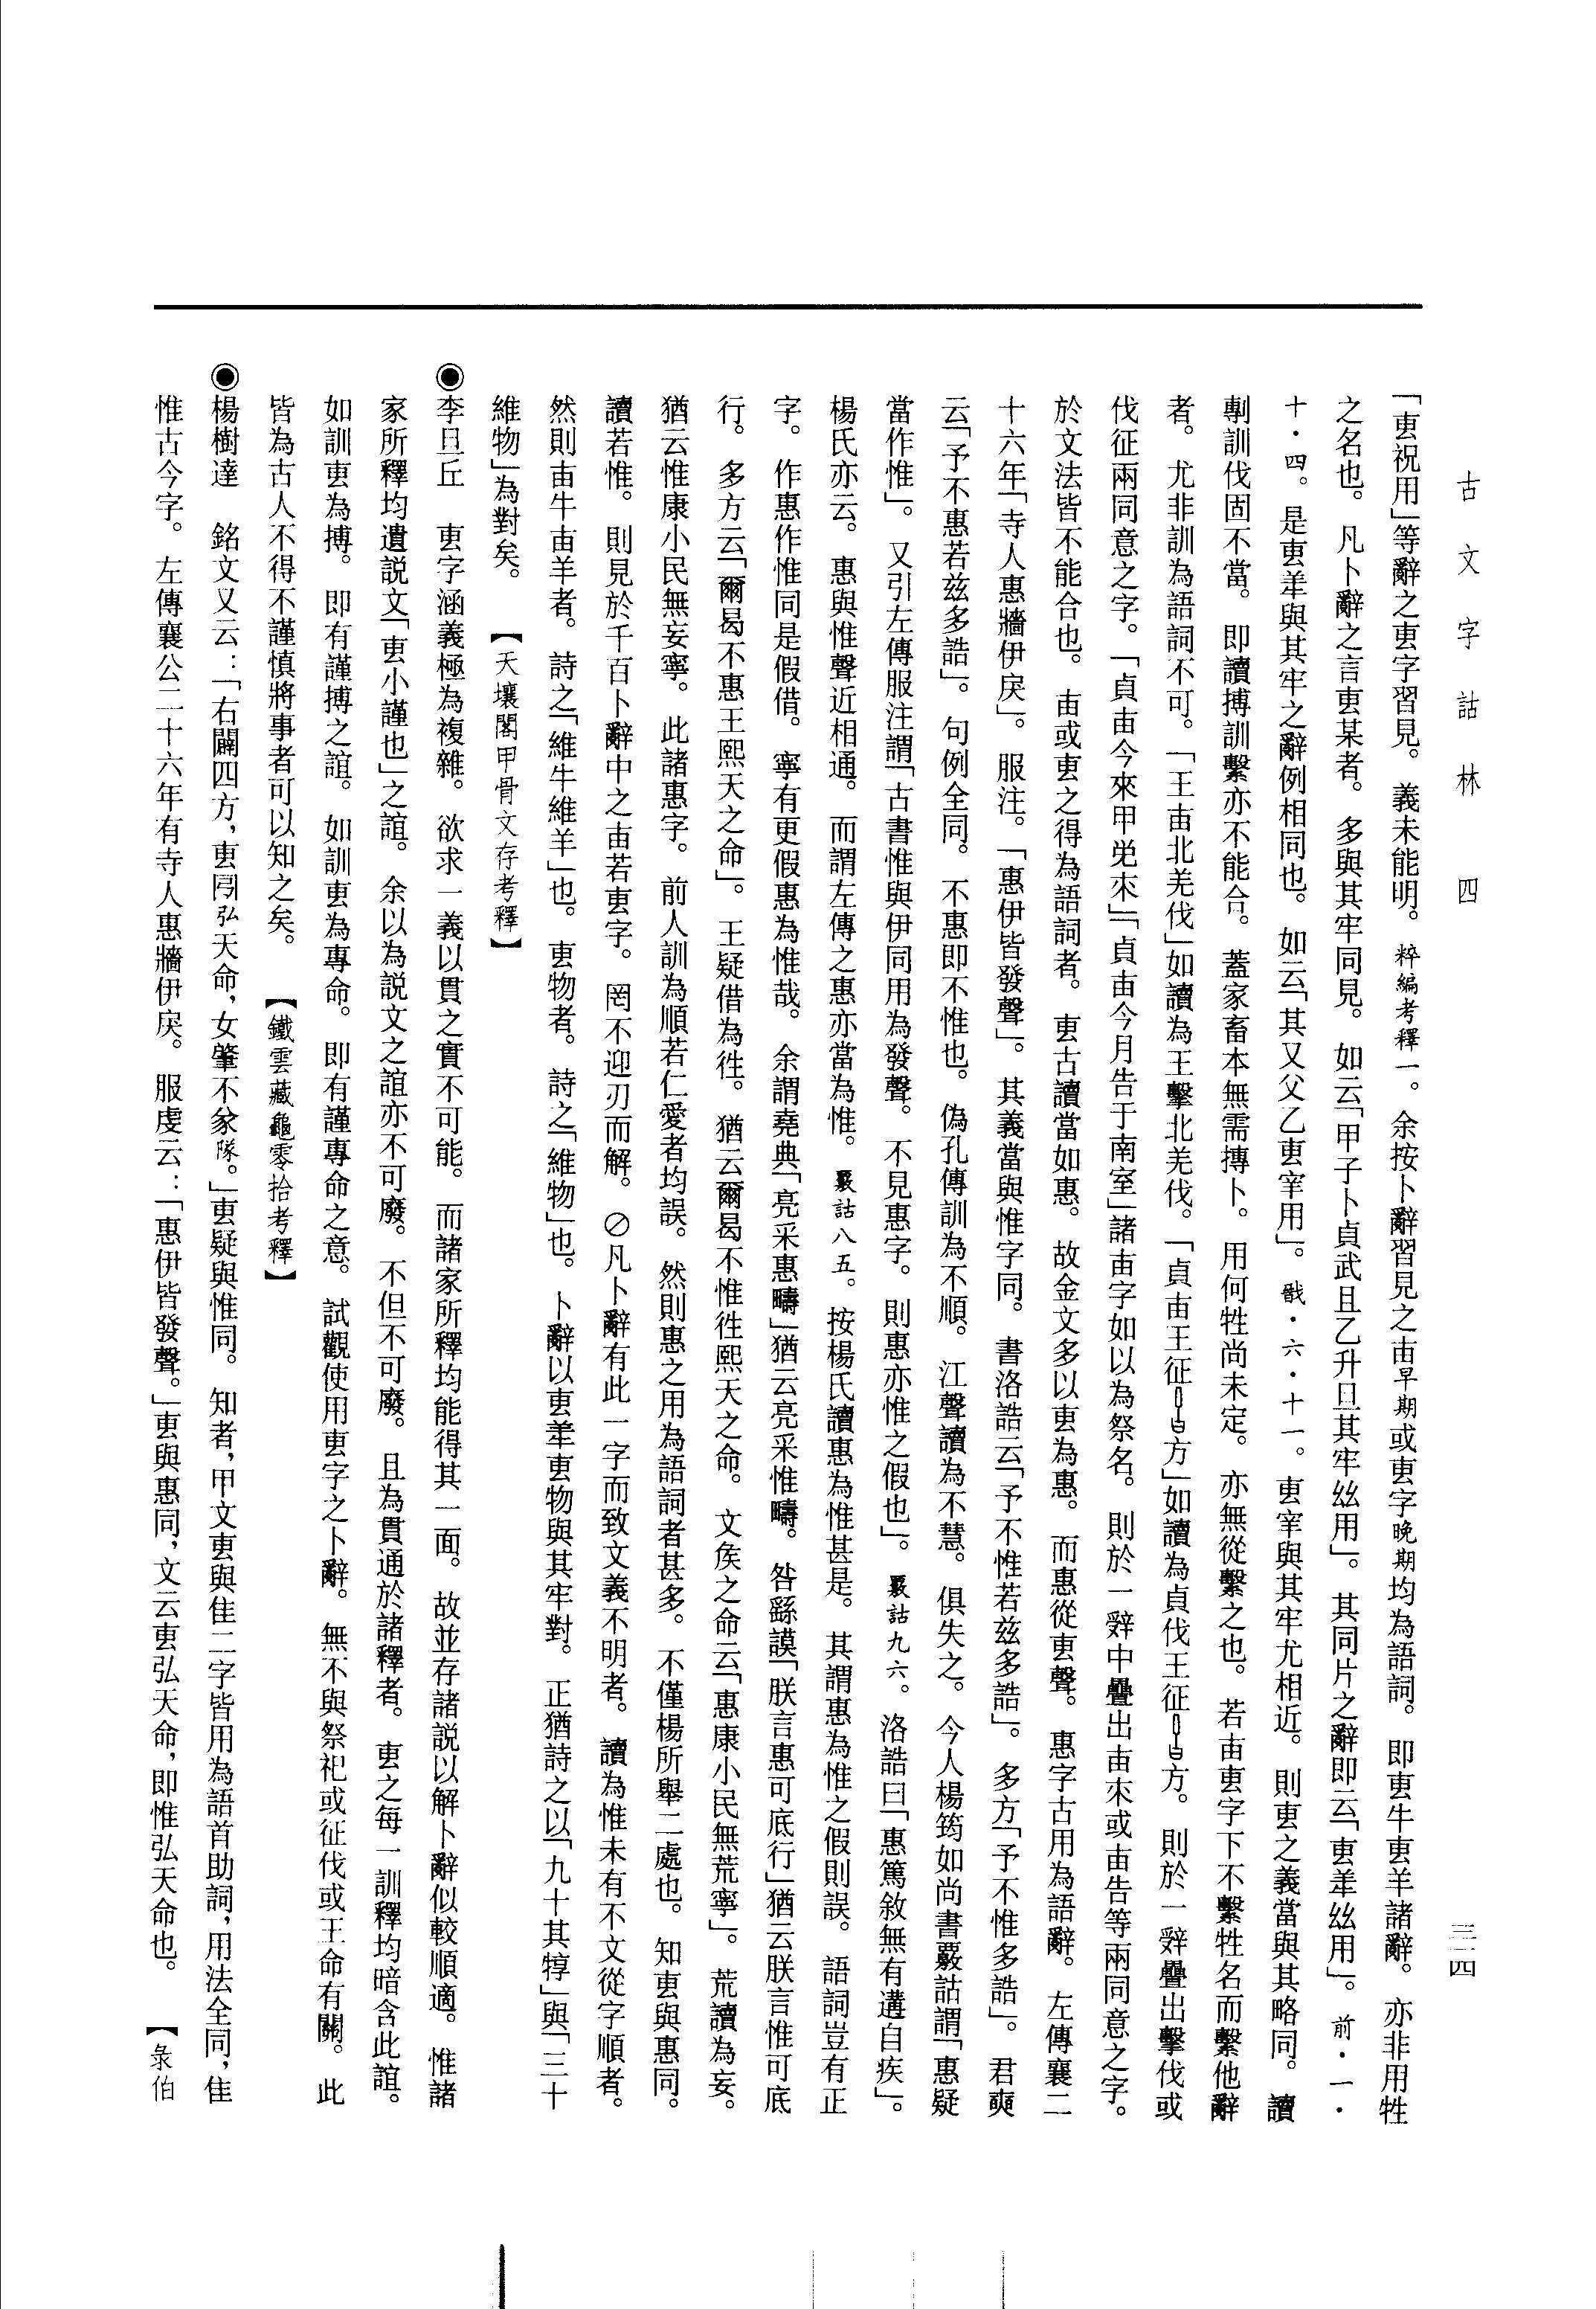 古文字詁林 四
三一四
「叀祝用」等辭之叀字習見。義未能明。粹編考釋一。余按卜辭習見之叀早期或叀字晚期均為語詞。即叀牛叀羊諸辭。亦非用牲
之名也。凡卜辭之言叀某者。多與其牢同見。如云「甲子卜貞武且乙升旦其牢丝用」。其同片之辭即云「叀𦍩丝用」。前·一·
十·四。是叀𦍩與其牢之辭例相同也。如云「其又父乙叀宰用」。戩·六·十一。叀宰與其牢尤相近。則叀之義當與其略同。讀
剸訓伐固不當。即讀摶訓繫亦不能合。蓋家畜本無需摶卜。用何牲尚未定。亦無從繫之也。若叀叀字下不繫牲名而繫他辭
者。尤非訓為語詞不可。「王叀北羌伐」如讀為王擊北羌伐。「貞叀王征方」如讀為貞伐王征方。則於一辭疊出擊伐或
伐征兩同意之字。「貞叀今來甲𠱾」「貞叀今月告于南室」諸叀字如以為祭名。則於一辭中疊出叀或叀告等兩同意之字。
於文法皆不能合也。叀或叀之得為語詞者。叀古讀當如惠。故金文多以叀為惠。而惠從叀聲。惠字古用為語辭。左傳襄二
十六年「寺人惠牆伊戾」。服注。「惠伊皆發聲」。其義當與惟字同。書洛誥云「予不惟若茲多誥」。多方「予不惟多誥」。君奭
云「予不惠若茲多誥」。句例全同。不惠即不惟也。偽孔傳訓為不順。江聲讀為不慧。俱失之。今人楊筠如尚書覈詁謂「惠疑
當作惟」。又引左傳服注謂「古書惟與伊同用為發聲。不見惠字。則惠亦惟之假也」。覈詁九六。洛誥曰「惠篤敘無有遘自疾」。
楊氏亦云。惠與惟聲近相通。而謂左傳之惠亦當為惟。覈詁八五。按楊氏讀惠為惟甚是。其謂惠為惟之假則誤。語詞豈有正
字。作惠作惟同是假借。寧有更假惠為惟哉。余謂堯典「亮采惠疇」猶云亮采惟疇。咎繇謨「朕言惠可底行」猶云朕言惟可底
行。多方云「爾曷不惠王熙天之命」。王疑借為徃。猶云爾曷不惟徃熙天之命。文矦之命云「惠康小民無荒寧」。荒讀為妄。
猶云惟康小民無妄寧。此諸惠字。前人訓為順若仁愛者均誤。然則惠之用為語詞者甚多。不僅楊所舉二處也。知叀與惠同。
讀若惟。則見於千百卜辭中之叀若叀字。罔不迎刃而解。⊘凡卜辭有此一字而致文義不明者。讀為惟未有不文從字順者。
然則叀牛叀羊者。詩之「維牛維羊」也。叀物者。詩之「維物」也。卜辭以叀𦍩叀物與其牢對。正猶詩之以「九十其犉」與「三十
維物」為對矣。 【天壤閣甲骨文存考釋】
◉李旦丘 叀字涵義極為複雜。欲求一義以貫之實不可能。而諸家所釋均能得其一面。故並存諸説以解卜辭似較順適。惟諸
家所釋均遺説文「叀小謹也」之誼。余以為説文之誼亦不可廢。不但不可廢。且為貫通於諸釋者。叀之每一訓釋均暗含此誼。
如訓叀為搏。即有謹搏之誼。如訓叀為專命。即有謹專命之意。試觀使用叀字之卜辭。無不與祭祀或征伐或王命有關。此
皆為古人不得不謹慎將事者可以知之矣。 【鐵雲藏龜零拾考釋】
◉楊樹達 銘文又云：「右闢四方，叀弘天命，女肇不㒸隊。」叀疑與惟同。知者，甲文叀與隹二字皆用為語首助詞，用法全同，隹
惟古今字。左傳襄公二十六年有寺人惠牆伊戾。服虔云：「惠伊皆發聲。」叀與惠同，文云叀弘天命，即惟弘天命也。 【彔伯